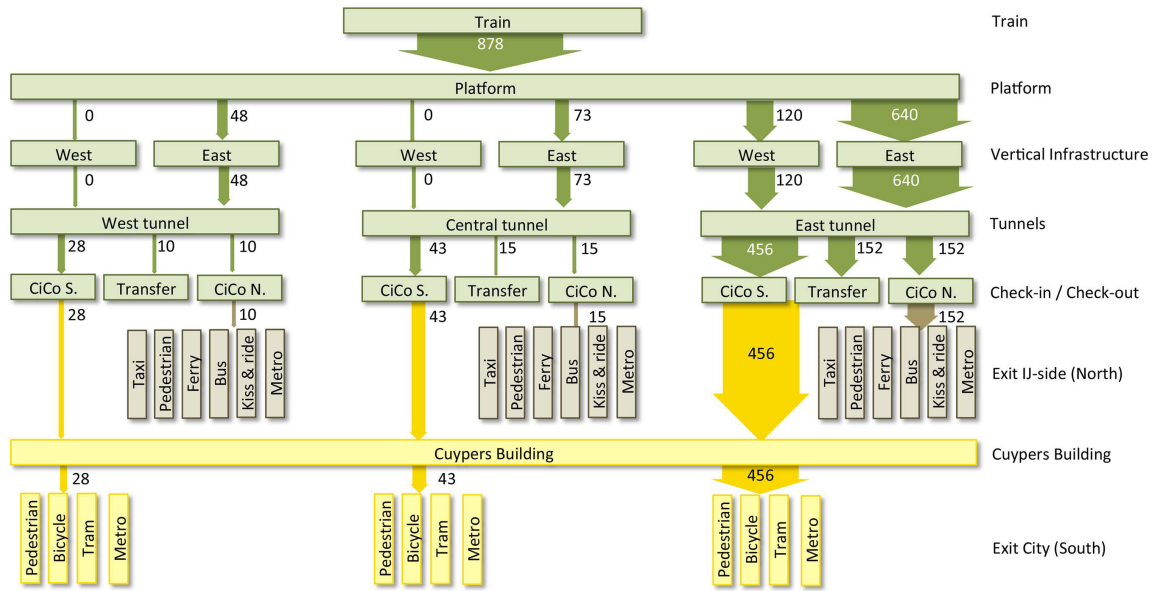 Train
Train
878
Platform
Platform
0
48
0
73
120
640
West
East
West
East
West
East
Vertical Infrastructure
0
48
0
73
120
640
West tunnel
Central tunnel
East tunnel
Tunnels
28
10
10
43
15
15
456
152
152
CiCo S.
Transfer
CiCo N.
CiCo S.
Transfer
CiCo N.
CiCo S.
Transfer
CiCo N.
Check-in / Check-out
28
10
43
15
456
152
Taxi
Pedestrian
Ferry
Bus
Kiss & ride
Metro
Taxi
Pedestrian
Ferry
Bus
Kiss & ride
Metro
Taxi
Pedestrian
Ferry
Bus
Kiss & ride
Metro
Exit IJ-side (North)
Cuypers Building
Cuypers Building
28
43
456
Pedestrian
Bicycle
Tram
Metro
Pedestrian
Bicycle
Tram
Metro
Pedestrian
Bicycle
Tram
Metro
Exit City (South)